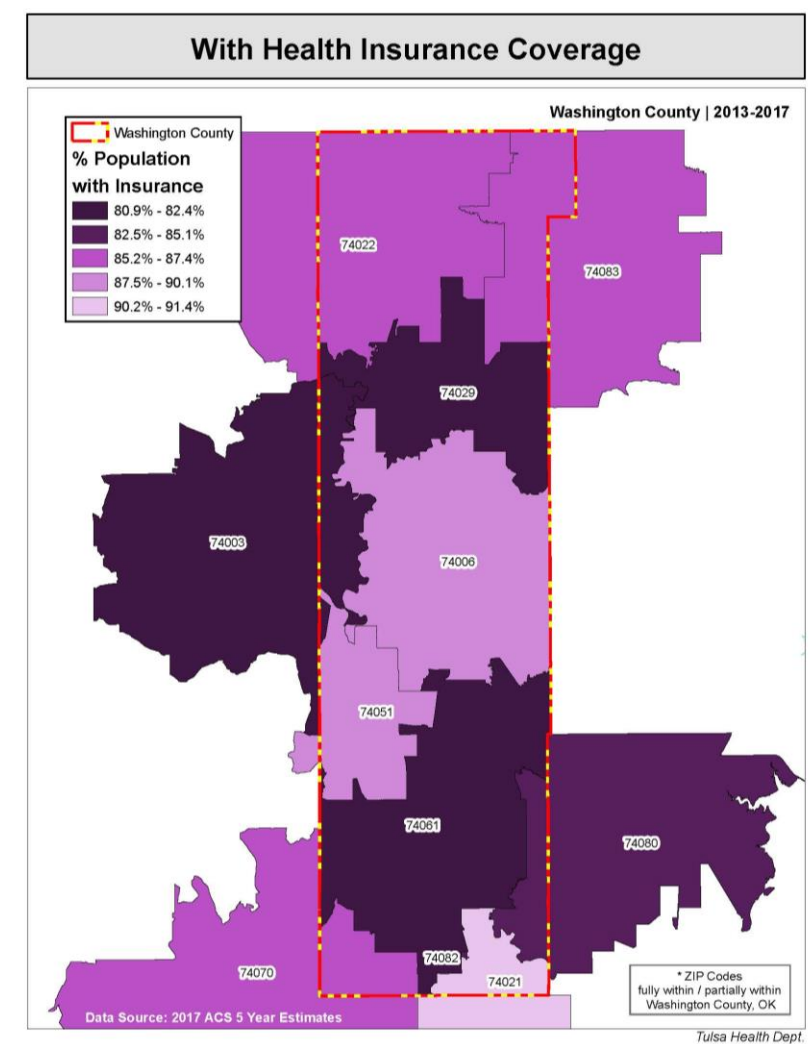 With Health Insurance Coverage
Washington County | 2013-2017
Washington County
% Population
with Insurance
80.9% - 82.4%
82.5% - 85.1%
85.2% - 87.4%
87.5% - 90.1%
90.2% - 91.4%
74022
74083
74029
74003
74006
74051
74061
74080
74082
74070
74021
* ZIP Codes
fully within / partially within
Washington County, OK
Data Source: 2017 ACS 5 Year Estimates
Tulsa Health Dept.